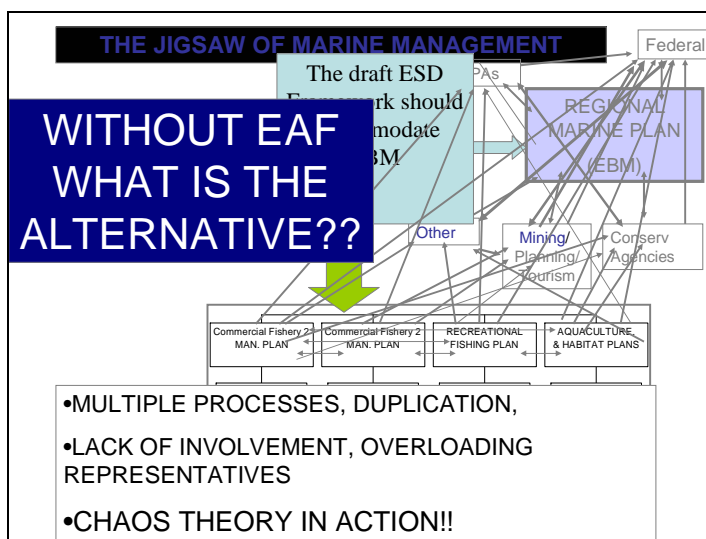 THE JIGSAW OF MARINE MANAGEMENT
Federal
The draft ESD
should
PAs
REGIONAL
MARINE PLAN
(EBM)
WITHOUT EAF
WHAT IS THE
ALTERNATIVE??
Other
Mining/
Planning/
Tourism
Conserv
Agencies
Commercial Fishery 2
MAN. PLAN
Commercial Fishery 2
MAN. PLAN
RECREATIONAL
FISHING PLAN
AQUACULTURE
& HABITAT PLANS
•MULTIPLE PROCESSES, DUPLICATION,
•LACK OF INVOLVEMENT, OVERLOADING
REPRESENTATIVES
•CHAOS THEORY IN ACTION!!